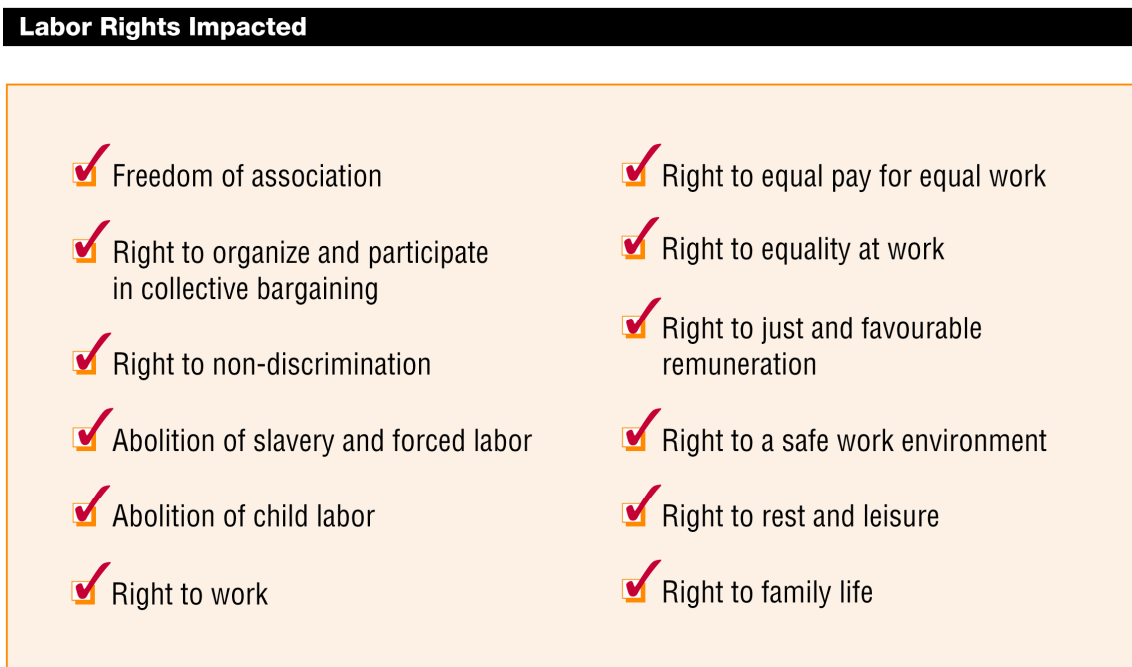 Labor Rights Impacted
Freedom of association
Right to organize and participate
in collective bargaining
Right to non-discrimination
Abolition of slavery and forced labor
Abolition of child labor
Right to work
Right to equal pay for equal work
Right to equality at work
Right to just and favourable
remuneration
Right to a safe work environment
Right to rest and leisure
Right to family life